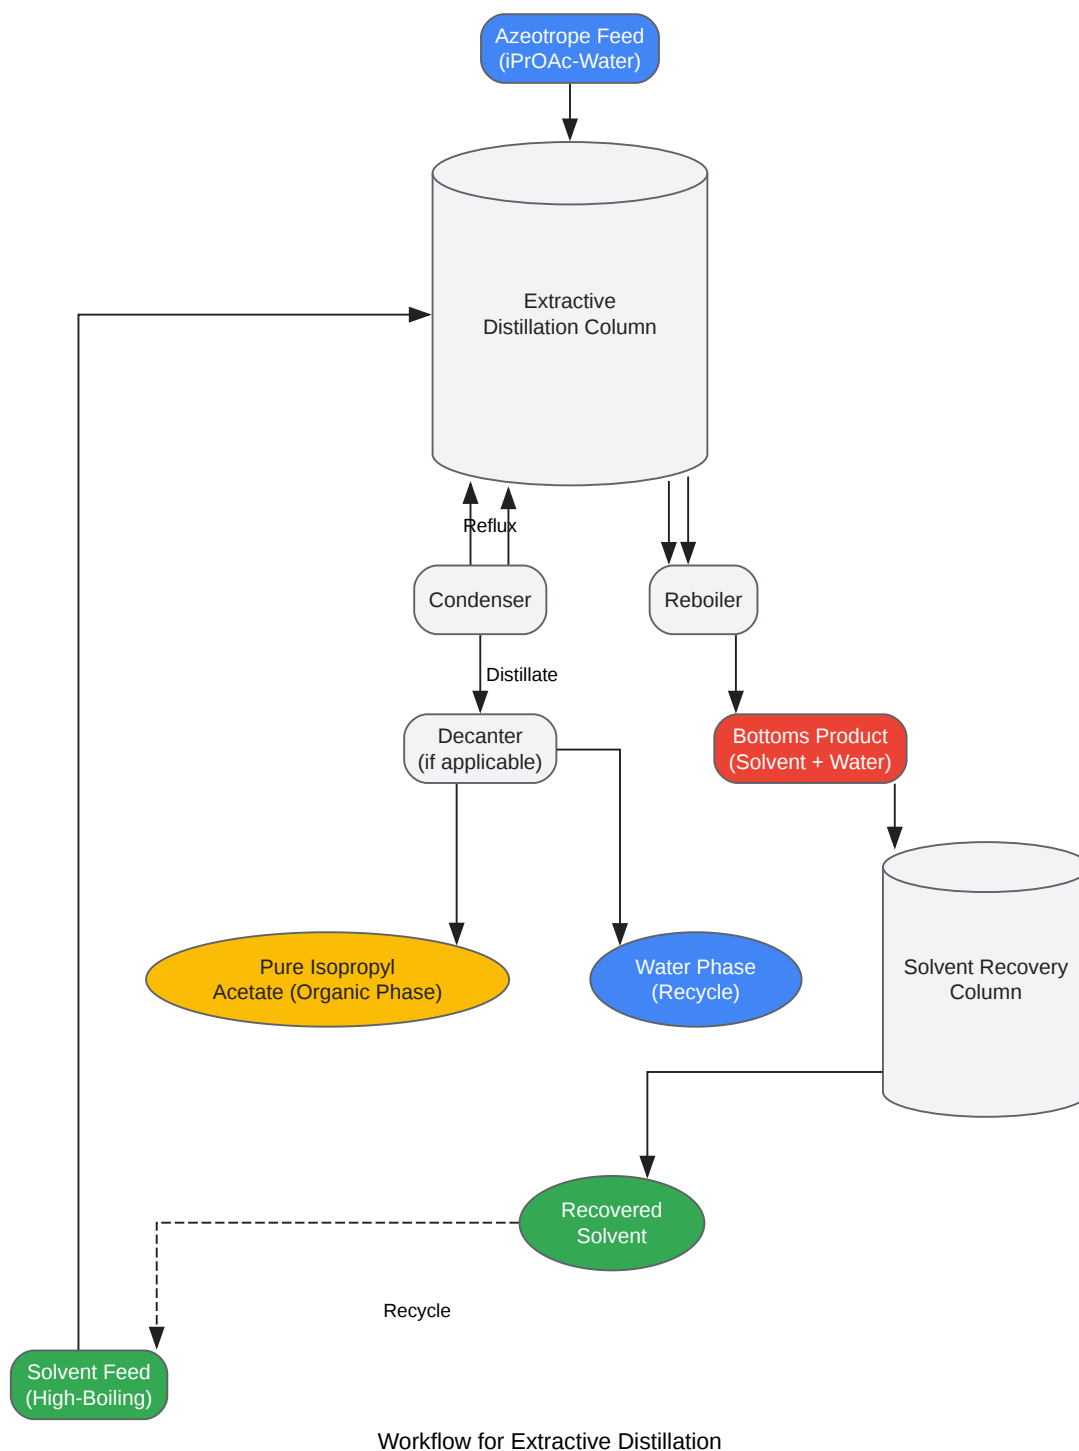 Azeotrope Feed
(iPrOAc-Water)
Extractive
Distillation Column
Reflux
Condenser
Reboiler
Distillate
Decanter
(if applicable)
Bottoms Product
(Solvent + Water)
Pure Isopropyl
Acetate (Organic Phase)
Water Phase
(Recycle)
Solvent Recovery
Column
Recovered
Solvent
Recycle
Solvent Feed
(High-Boiling)
Workflow for Extractive Distillation